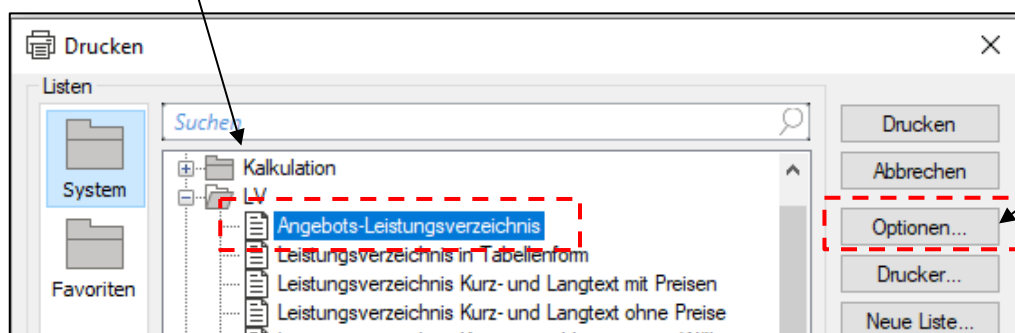 Drucken
Listen
Suchen
Drucken
Kalkulation
Abbrechen
System
LV
Angebots-Leistungsverzeichnis
Optionen...
Leistungsverzeichnis in Tabellenform
Leistungsverzeichnis Kurz- und Langtext mit Preisen
Drucker...
Favoriten
Leistungsverzeichnis Kurz- und Langtext ohne Preise
Neue Liste...